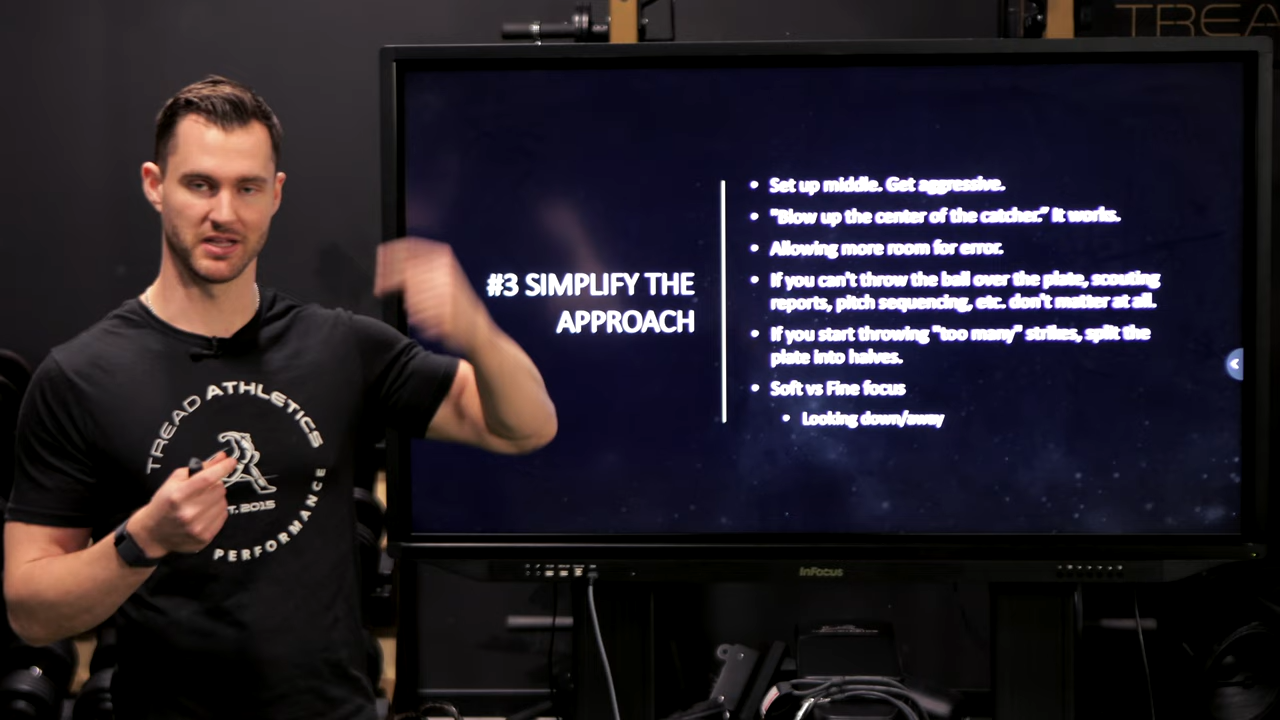 TREA
#3 SIMPLIFY THE
APPROACH
• Set up middle. Get aggressive.
• "Blow up the center of the catcher." It works.
• Allowing more room for error.
• If you can't throw the ball over the plate, scouting
reports, pitch sequencing, etc. don't matter at all.
• If you start throwing "too many" strikes, split the
plate into halves.
• Soft vs Fine focus
• Looking down/away
TREAD ATHLETICS
T. 2015
PERFORMANCE
InFocus